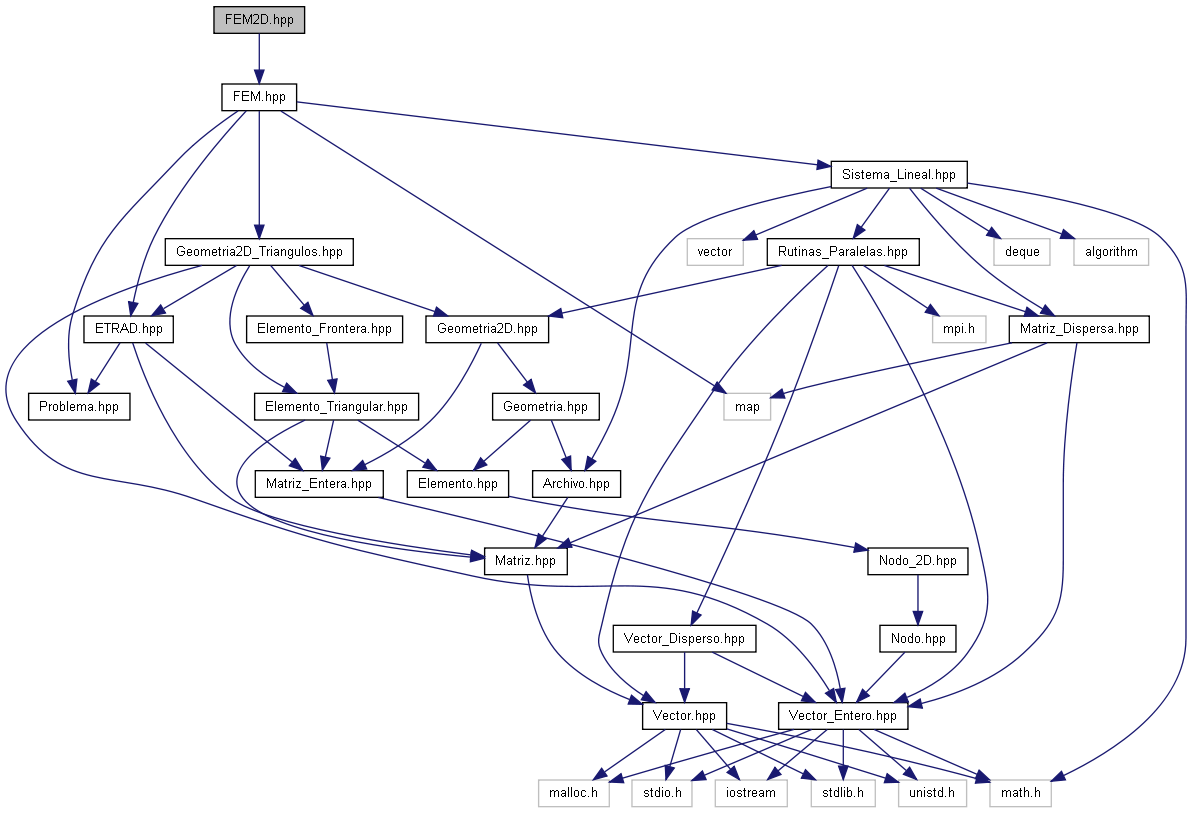 FEM2D.hpp
FEM.hpp
Sistema_Lineal.hpp
Geometria2D_Triangulos.hpp
vector
Rutinas_Paralelas.hpp
deque
algorithm
ETRAD.hpp
Elemento_Frontera.hpp
Geometria2D.hpp
mpi.h
Matriz_Dispersa.hpp
Problema.hpp
Elemento_Triangular.hpp
Geometria.hpp
map
Matriz_Entera.hpp
Elemento.hpp
Archivo.hpp
Matriz.hpp
Nodo_2D.hpp
Vector_Disperso.hpp
Nodo.hpp
Vector.hpp
Vector_Entero.hpp
malloc.h
stdio.h
iostream
stdlib.h
unistd.h
math.h